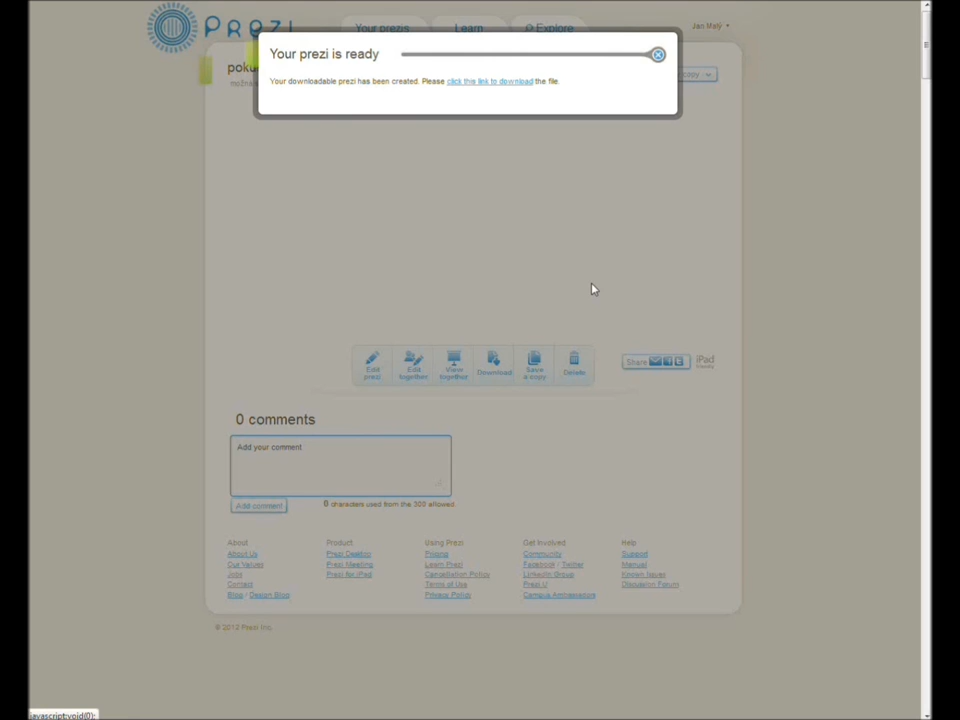 PREZI
Your prezis
Learn
Explore
Jan Malý
Your prezi is ready
Your downloadable prezi has been created. Please click this link to download the file.
copy
Edit prezi
Edit together
View together
Download
Save a copy
Delete
Share
iPad
0 comments
Add your comment
Add comment
0 characters used from the 300 allowed.
About
About Us
Our Values
Jobs
Contact
Blog / Design Blog
Product
Prezi Desktop
Prezi Meeting
Prezi for iPad
Using Prezi
Pricing
Learn Prezi
Cancellation Policy
Terms of Use
Privacy Policy
Get Involved
Community
Facebook / Twitter
LinkedIn Group
Prezi U
Campus Ambassadors
Help
Support
Manual
Known Issues
Discussion Forum
© 2012 Prezi Inc.
javascript:void(0);